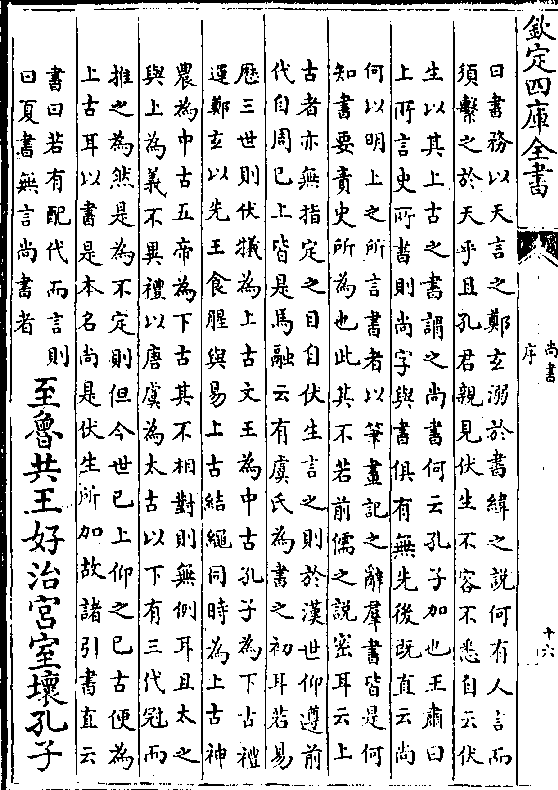 欽定四庫全書
尚書序
十六
曰書務以天言之鄭玄溺於書緯之說何有人言而
須繫之於天乎且孔君親見伏生不容不悉自云伏
生以其上古之書謂之尚書何云孔子加也王肅曰
上所言史所書則尚字與書俱有無先後既直云尚
何以明上之所言書者以筆畫記之辭羣書皆是何
知書要責史所為也此其不若前儒之說密耳云上
古者亦無指定之目自伏生言之則於漢世仰遵前
代自周已上皆是馬融云有虞氏為書之初耳若易
歴三世則伏犧為上古文王為中古孔子為下古禮
運鄭玄以先王食腥與易上古結繩同時為上古神
農為中古五帝為下古其不相對則無例耳且太之
與上為義不異禮以唐虞為太古以下有三代冠而
推之為然是為不定則但今世已上仰之已古便為
上古耳以書是本名尚是伏生所加故諸引書直云
書曰若有配代而言則
曰夏書無言尚書者
至魯共王好治宮室壞孔子